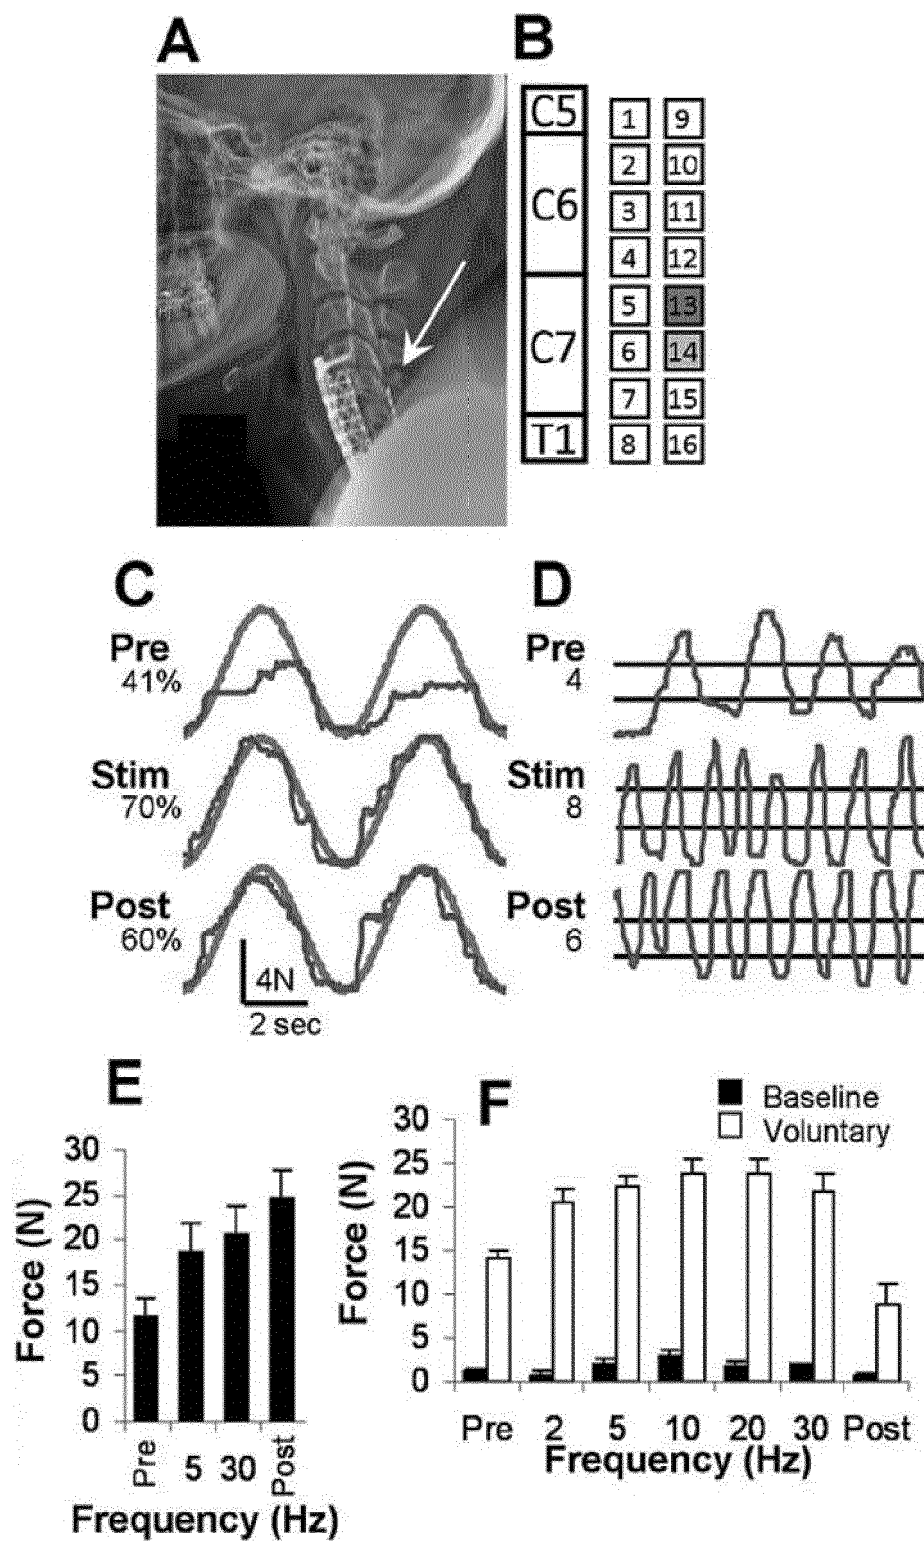 A
B
C5
C6
C7
T1
1 9
2 10
3 11
4 12
5 13
6 14
7 15
8 16
C
Pre
41%
Stim
70%
Post
60%
4N
2 sec
D
Pre
4
Stim
8
Post
6
E
30
25
20
15
10
5
0
Force (N)
Pre 5 30 Post
Frequency (Hz)
F
Baseline
Voluntary
30
25
20
15
10
5
0
Force (N)
Pre 2 5 10 20 30 Post
Frequency (Hz)